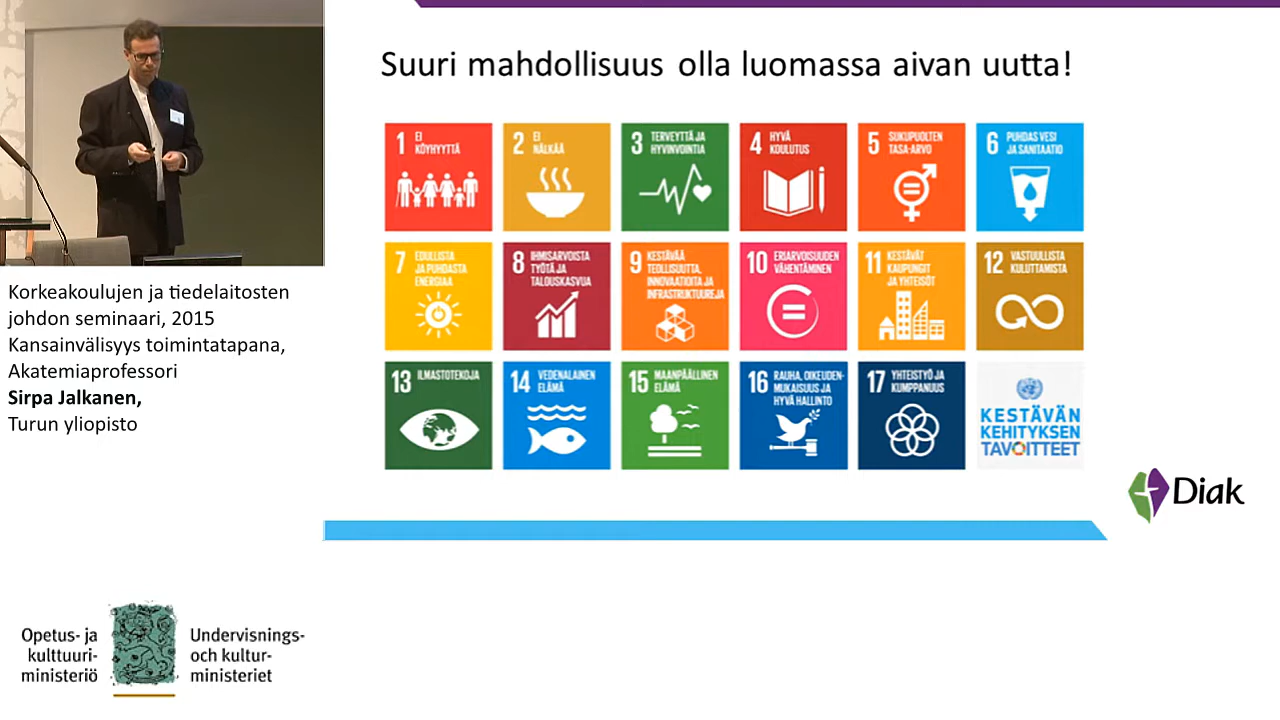 Suuri mahdollisuus olla luomassa aivan uutta!
1 EI
KÖYHYYTTÄ
2 EI
NÄLKÄÄ
3 TERVEYTTÄ JA
HYVINVOINTIA
4 HYVÄ
KOULUTUS
5 SUKUPUOLTEN
TASA-ARVO
6 PUHDAS VESI
JA SANITAATIO
7 EDULLISTA
JA PUHDASTA
ENERGIAA
8 IHMISARVOISTA
TYÖTÄ JA
TALOUSKASVUA
9 KESTÄVÄÄ
TEOLLISUUTTA,
INNOVAATIOITA JA
INFRASTRUKTUUREJA
10 ERIARVOISUUDEN
VÄHENTÄMINEN
11 KESTÄVÄT
KAUPUNGIT
JA YHTEISÖT
12 VASTUULLISTA
KULUTTAMISTA
13 ILMASTOTEKOJA
14 VEDENALAINEN
ELÄMÄ
15 MAANPÄÄLLINEN
ELÄMÄ
16 RAUHA, OIKEUDEN-
MUKAISUUS JA
HYVÄ HALLINTO
17 YHTEISTYÖ JA
KUMPPANUUS
KESTÄVÄN
KEHITYKSEN
TAVOITTEET
Diak
Korkeakoulujen ja tiedelaitosten
johdon seminaari, 2015
Kansainvälisyys toimintatapana,
Akatemiaprofessori
Sirpa Jalkanen,
Turun yliopisto
Opetus- ja
kulttuuri-
ministeriö
Undervisnings-
och kultur-
ministeriet